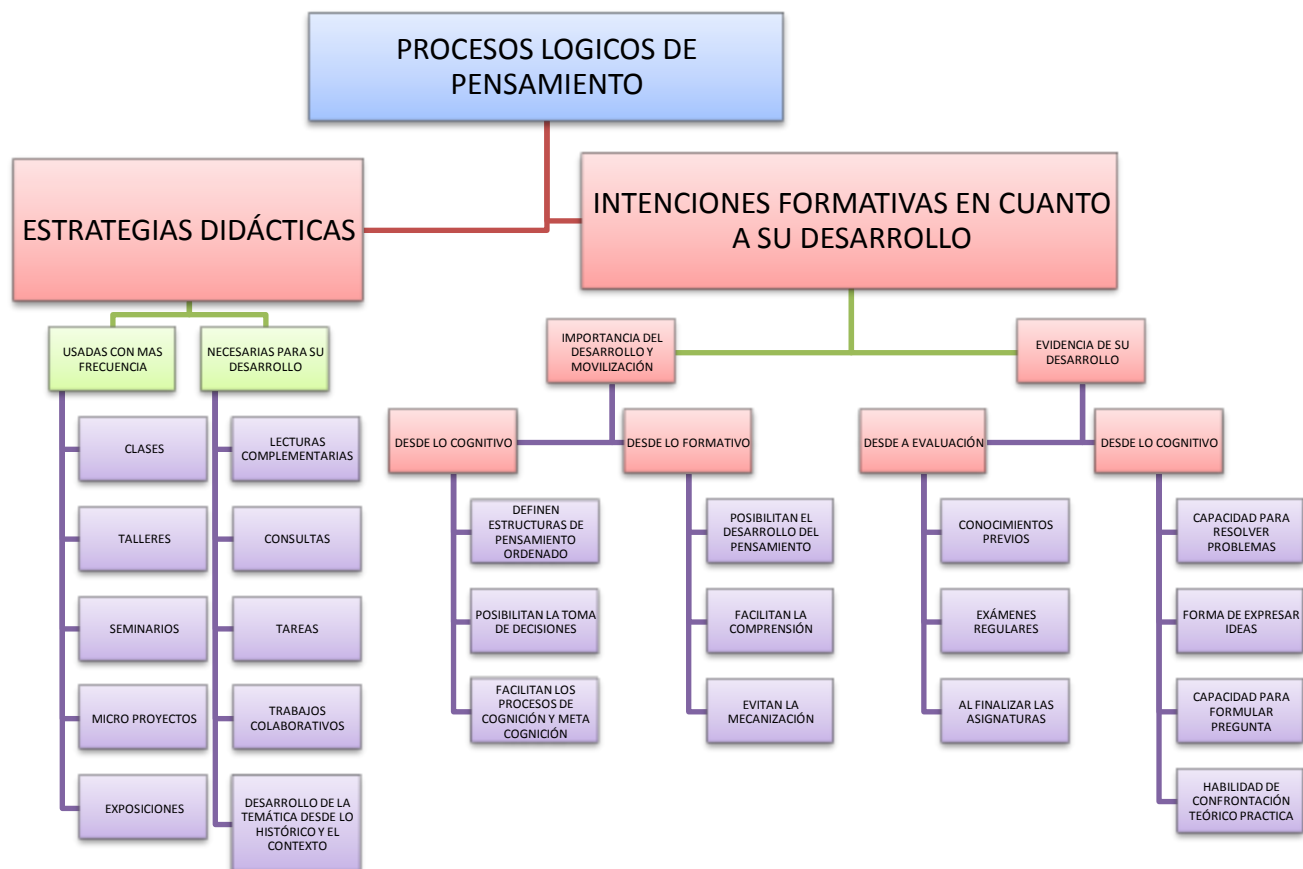 PROCESOS LOGICOS DE
PENSAMIENTO
ESTRATEGIAS DIDÁCTICAS
INTENCIONES FORMATIVAS EN CUANTO
A SU DESARROLLO
USADAS CON MAS
FRECUENCIA
NECESARIAS PARA SU
DESARROLLO
IMPORTANCIA DEL
DESARROLLO Y
MOVILIZACIÓN
EVIDENCIA DE SU
DESARROLLO
CLASES
TALLERES
SEMINARIOS
MICRO PROYECTOS
EXPOSICIONES
LECTURAS
COMPLEMENTARIAS
CONSULTAS
TAREAS
TRABAJOS
COLABORATIVOS
DESARROLLO DE LA
TEMÁTICA DESDE LO
HISTÓRICO Y EL
CONTEXTO
DESDE LO COGNITIVO
DEFINEN
ESTRUCTURAS DE
PENSAMIENTO
ORDENADO
POSIBILITAN LA TOMA
DE DECISIONES
FACILITAN LOS
PROCESOS DE
COGNICIÓN Y META
COGNICIÓN
DESDE LO FORMATIVO
POSIBILITAN EL
DESARROLLO DEL
PENSAMIENTO
FACILITAN LA
COMPRENSIÓN
EVITAN LA
MECANIZACIÓN
DESDE A EVALUACIÓN
CONOCIMIENTOS
PREVIOS
EXÁMENES
REGULARES
AL FINALIZAR LAS
ASIGNATURAS
DESDE LO COGNITIVO
CAPACIDAD PARA
RESOLVER
PROBLEMAS
FORMA DE EXPRESAR
IDEAS
CAPACIDAD PARA
FORMULAR
PREGUNTA
HABILIDAD DE
CONFRONTACIÓN
TEÓRICO PRACTICA